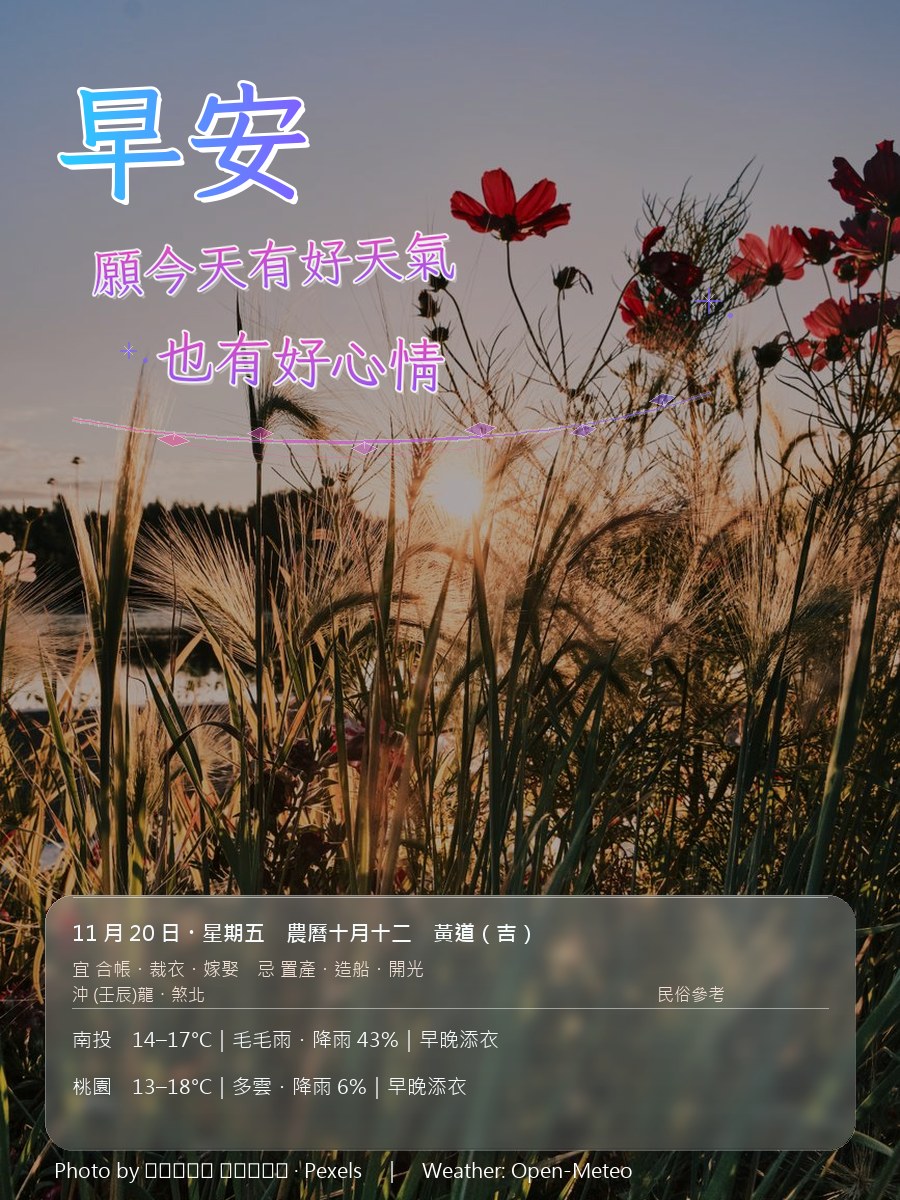 早安
願今天有好天氣
也有好心情
11 月 20 日・星期五 農曆十月十二 黃道（吉）
宜 合帳・裁衣・嫁娶 忌 置產・造船・開光
沖 (壬辰)龍・煞北 民俗參考
南投 14–17°C｜毛毛雨・降雨 43%｜早晚添衣
桃園 13–18°C｜多雲・降雨 6%｜早晚添衣
Photo by □□□□□ □□□□□ · Pexels ｜ Weather: Open-Meteo